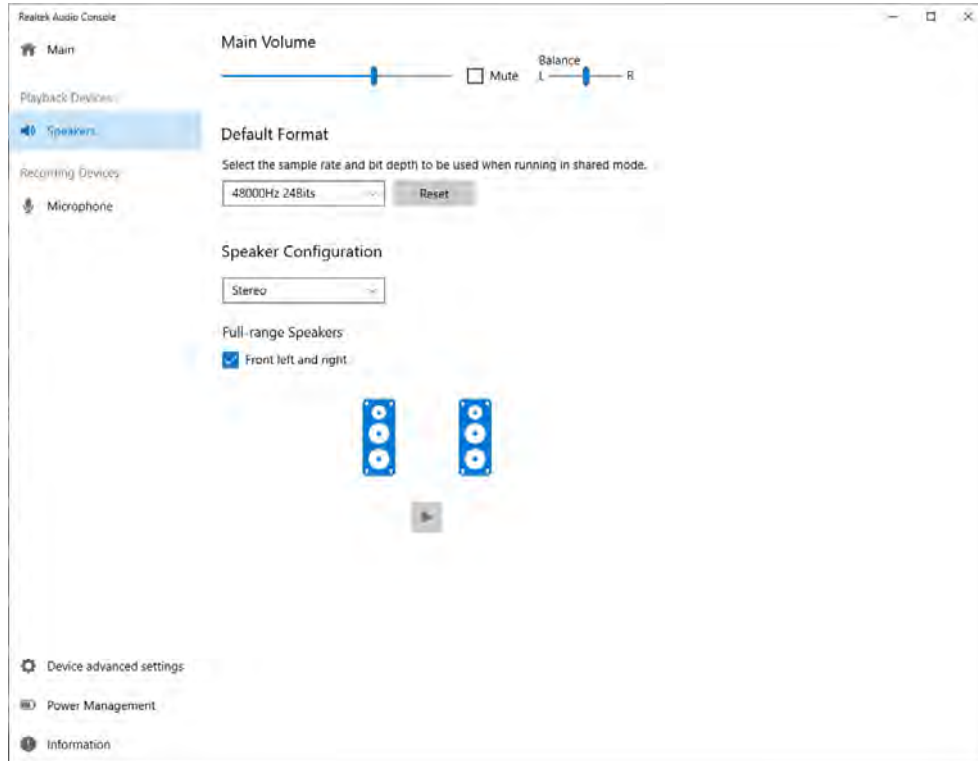 Realtek Audio Console
Main
Playback Devices
Speakers
Recording Devices
Microphone
Device advanced settings
Power Management
Information
Main Volume
Mute
Balance
L
R
Default Format
Select the sample rate and bit depth to be used when running in shared mode.
48000Hz 24Bits
Reset
Speaker Configuration
Stereo
Full-range Speakers
Front left and right